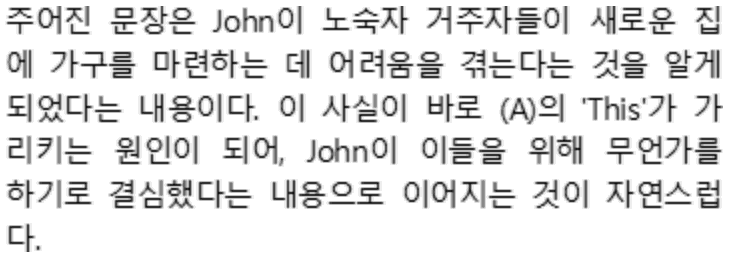 주어진 문장은 John이 노숙자 거주자들이 새로운 집
에 가구를 마련하는 데 어려움을 겪는다는 것을 알게
되었다는 내용이다. 이 사실이 바로 (A)의 'This'가 가
리키는 원인이 되어, John이 이들을 위해 무언가를
하기로 결심했다는 내용으로 이어지는 것이 자연스럽
다.